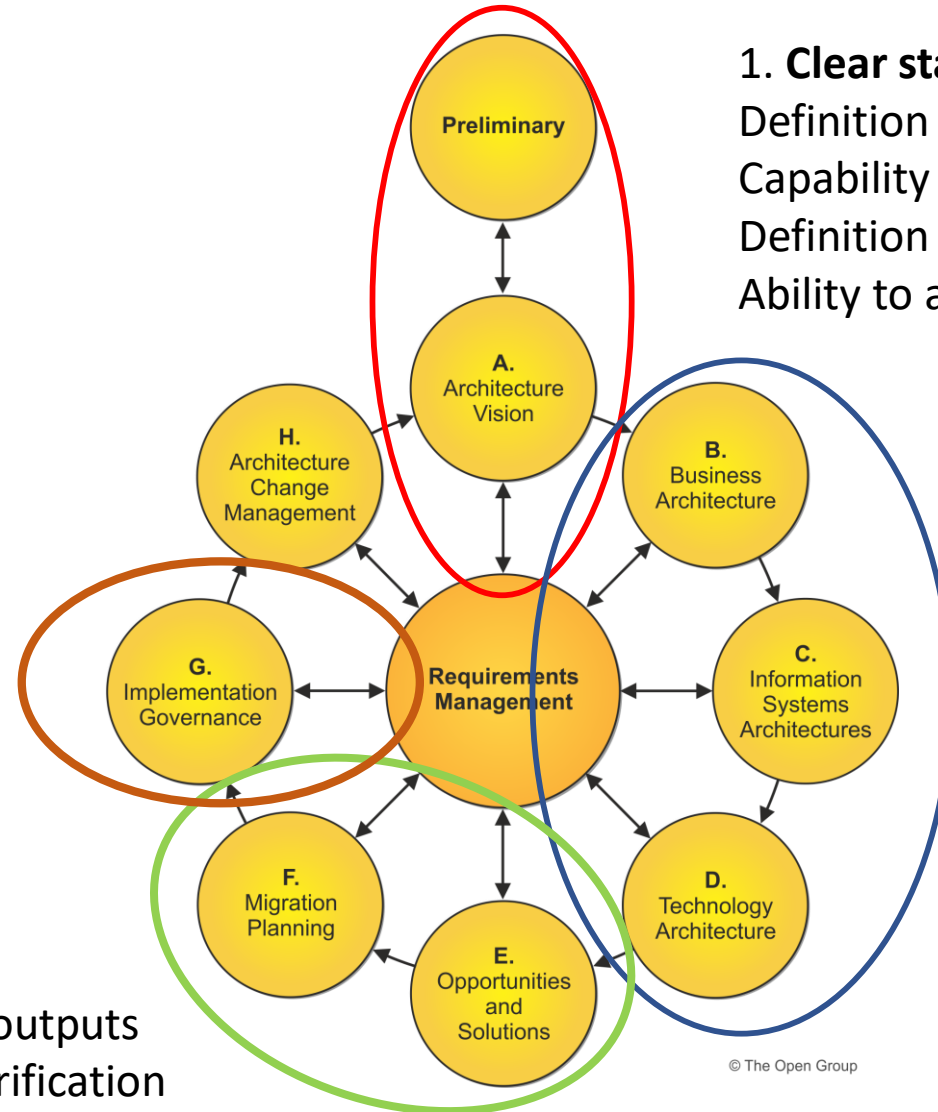 1. Clear sta
Definition
Capability
Definition
Ability to a
Preliminary
A.
Architecture
Vision
B.
Business
Architecture
C.
Information
Systems
Architectures
D.
Technology
Architecture
E.
Opportunities
and
Solutions
F.
Migration
Planning
G.
Implementation
Governance
H.
Architecture
Change
Management
Requirements
Management
outputs
rification
© The Open Group